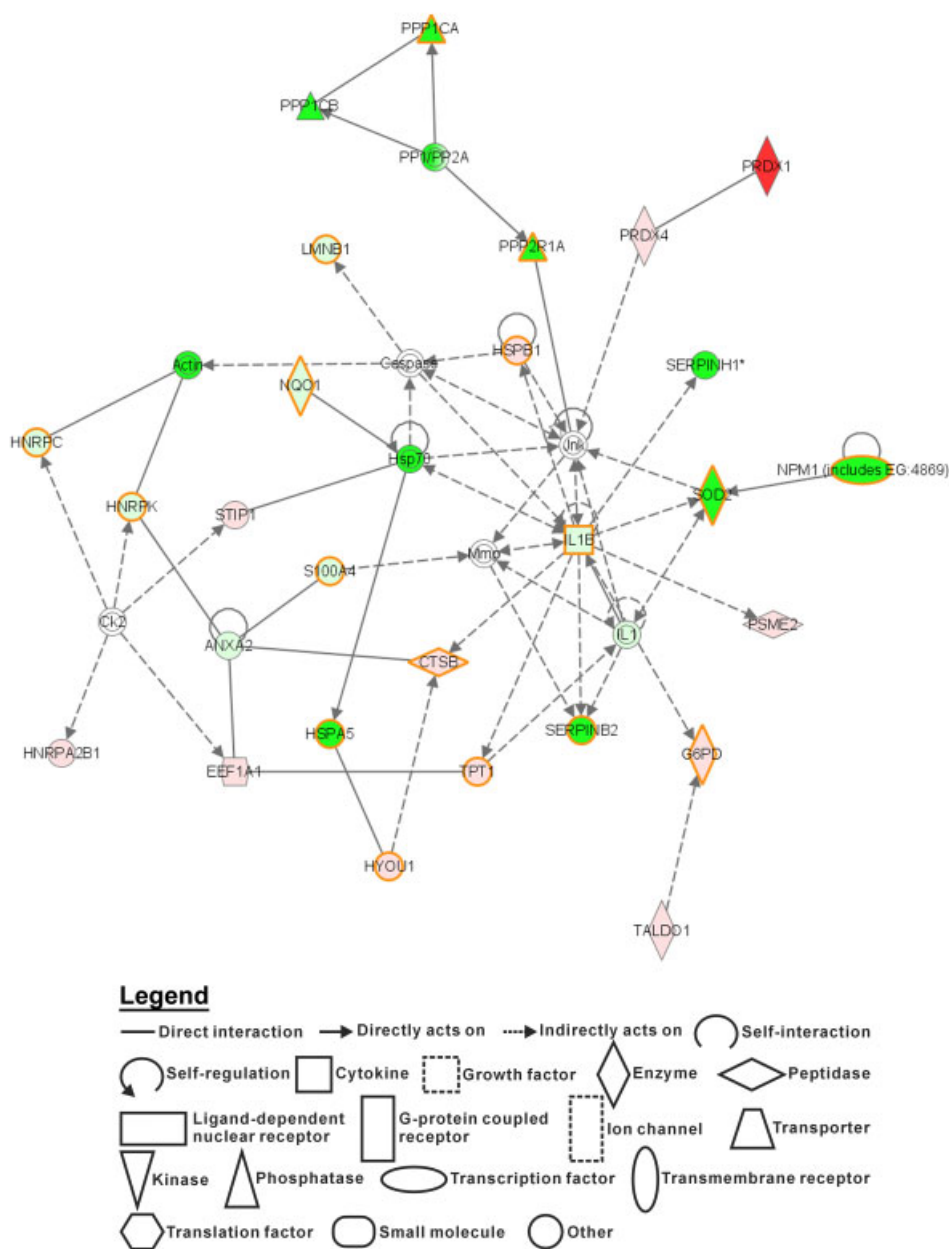 PPP1CA
PPP1CB
PP1/PP2A
PRDX1
PRDX4
LMNB1
PPP2R1A
HSPB1
Caspase
SERPINH1*
Actin
NQO1
HNRPC
Jnk
Hsp70
NPM1 (includes EG:4869)
SOD2
HNRPK
STIP1
IL1B
Mmp
S100A4
Ck2
PSME2
IL1
ANXA2
CTSB
HSPA5
SERPINB2
HNRPA2B1
G6PD
EEF1A1
TPT1
HYOU1
TALDO1
Legend
Direct interaction
Directly acts on
Indirectly acts on
Self-interaction
Self-regulation
Cytokine
Growth factor
Enzyme
Peptidase
Ligand-dependent
nuclear receptor
G-protein coupled
receptor
Ion channel
Transporter
Kinase
Phosphatase
Transcription factor
Transmembrane receptor
Translation factor
Small molecule
Other